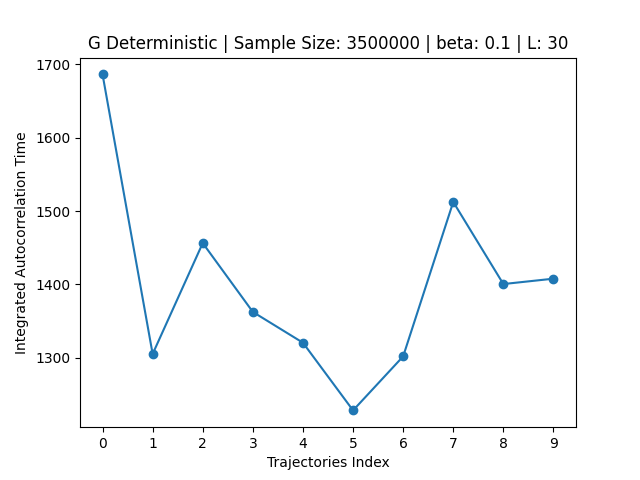 G Deterministic | Sample Size: 3500000 | beta: 0.1 | L: 30
1700
1600
1500
1400
1300
Integrated Autocorrelation Time
0 1 2 3 4 5 6 7 8 9
Trajectories Index